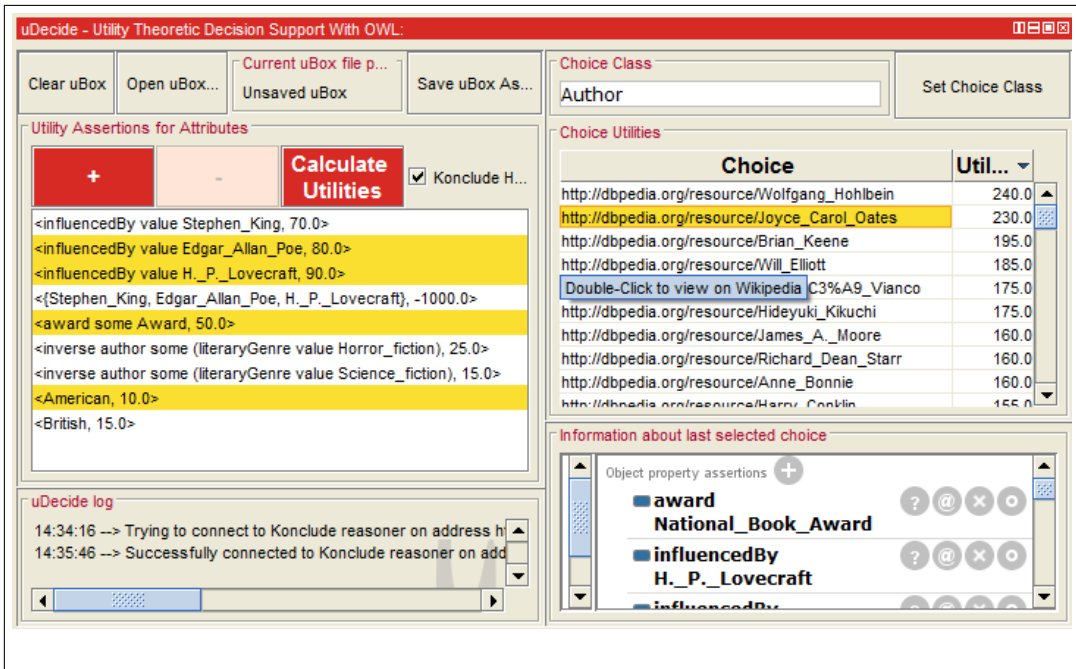 uDecide - Utility Theoretic Decision Support With OWL:
Clear uBox
Open uBox...
Current uBox file p...
Unsaved uBox
Save uBox As...
Utility Assertions for Attributes
+
-
Calculate
Utilities
Konclude H...
<influencedBy value Stephen_King, 70.0>
<influencedBy value Edgar_Allan_Poe, 80.0>
<influencedBy value H._P._Lovecraft, 90.0>
<{Stephen_King, Edgar_Allan_Poe, H._P._Lovecraft}, -1000.0>
<award some Award, 50.0>
<inverse author some (literaryGenre value Horror_fiction), 25.0>
<inverse author some (literaryGenre value Science_fiction), 15.0>
<American, 10.0>
<British, 15.0>
uDecide log
14:34:16 --> Trying to connect to Konclude reasoner on address h
14:35:46 --> Successfully connected to Konclude reasoner on add
Choice Class
Author
Set Choice Class
Choice Utilities
Choice Util...
http://dbpedia.org/resource/Wolfgang_Hohlbein 240.0
http://dbpedia.org/resource/Joyce_Carol_Oates 230.0
http://dbpedia.org/resource/Brian_Keene 195.0
http://dbpedia.org/resource/Will_Elliott 185.0
Double-Click to view on Wikipedia C3%A9_Vianco 175.0
http://dbpedia.org/resource/Hideyuki_Kikuchi 175.0
http://dbpedia.org/resource/James_A._Moore 160.0
http://dbpedia.org/resource/Richard_Dean_Starr 160.0
http://dbpedia.org/resource/Anne_Bonnie 160.0
http://dbpedia.org/resource/Harry_Conklin 155.0
Information about last selected choice
Object property assertions +
award
National_Book_Award
? @ X O
influencedBy
H._P._Lovecraft
? @ X O
influencedBy